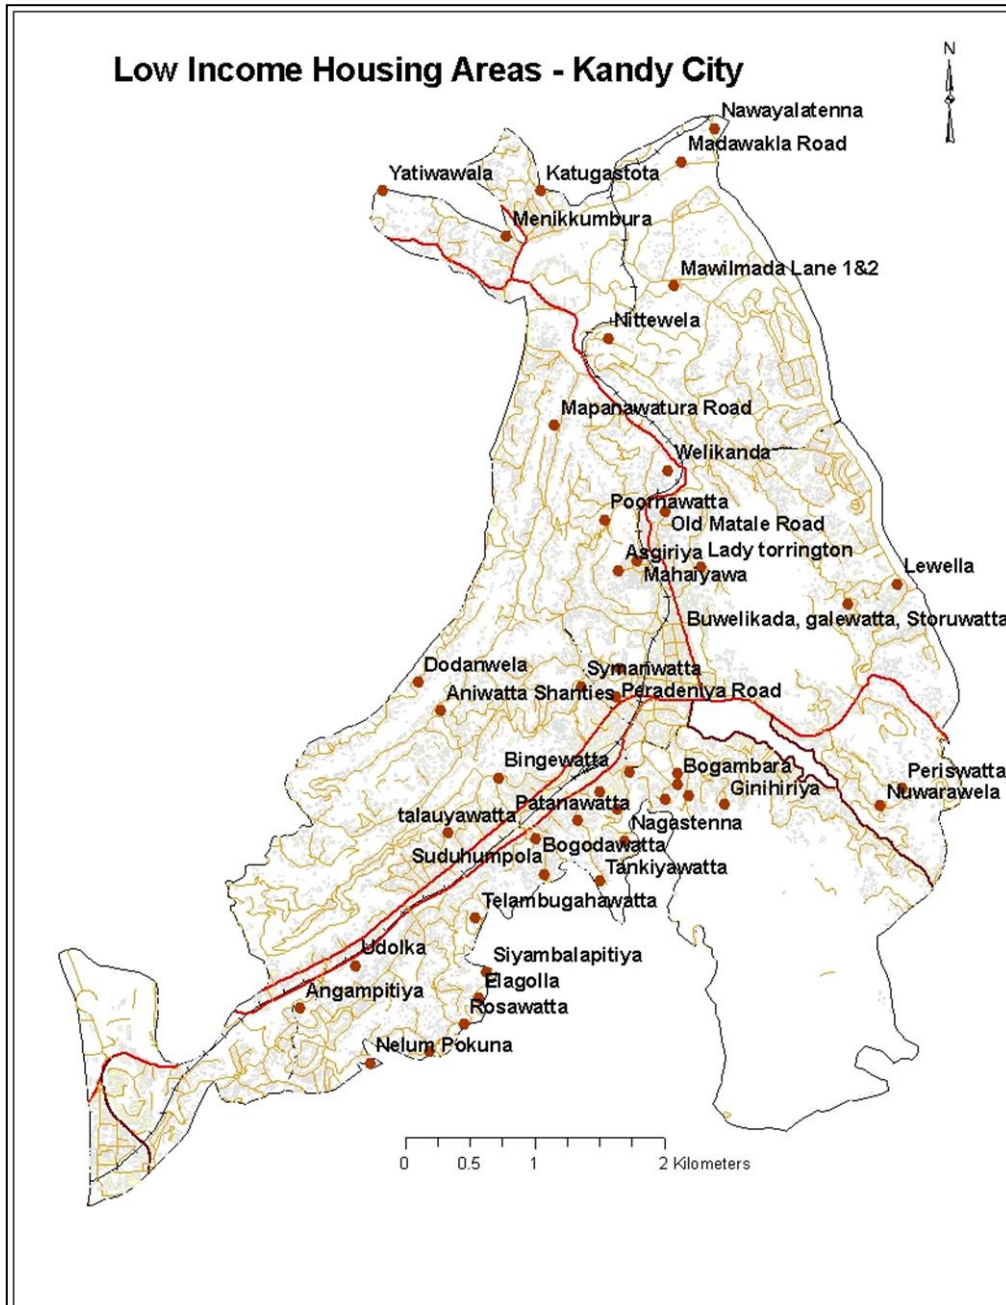 Low Income Housing Areas - Kandy City
N
Nawayalatenna
Madawakla Road
Yatiwawala
Katugastota
Menikkumbura
Mawilmada Lane 1&2
Nittewela
Mapanawatura Road
Welikanda
Poornawatta
Old Matale Road
Asgiriya
Lady torrington
Mahaiyawa
Lewella
Buwelikada, galewatta, Storuwatta
Dodanwela
Symanwatta
Aniwatta Shanties
Peradeniya Road
Bingewatta
Bogambara
Periswatta
Ginihiriya
Nuwarawela
talauyawatta
Patanawatta
Nagastenna
Suduhumpola
Bogodawatta
Tankiyawatta
Telambugahawatta
Udolka
Siyambalapitiya
Elagolla
Angampitiya
Rosawatta
Nelum Pokuna
0 0.5 1 2 Kilometers